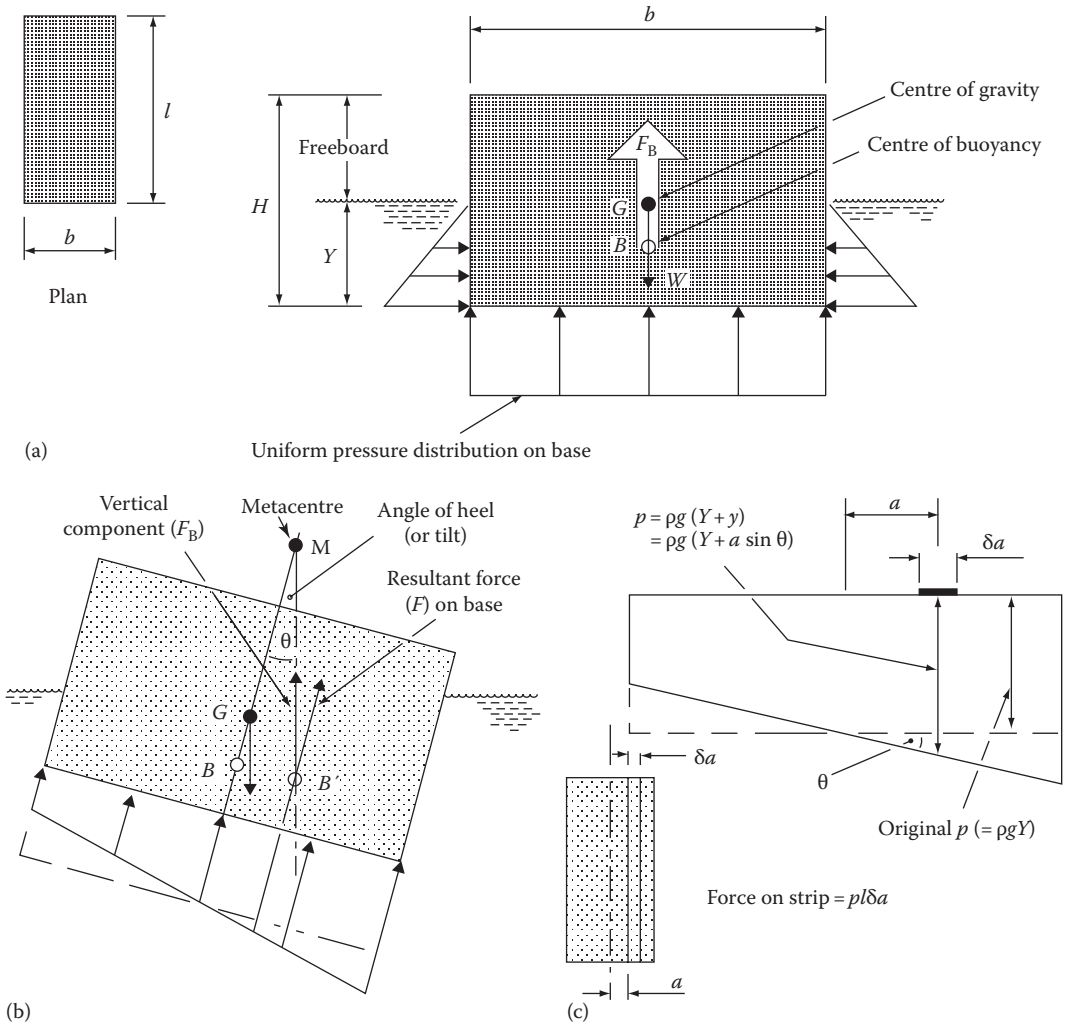 b
l
b
Plan
H
Freeboard
Y
F_B
G
B
W
Centre of gravity
Centre of buoyancy
Uniform pressure distribution on base
(a)
Vertical
component (F_B)
Metacentre
M
Angle of heel
(or tilt)
Resultant force
(F) on base
θ
G
B
B′
(b)
p = ρg (Y + y)
= ρg (Y + a sin θ)
a
δa
θ
Original p (= ρgY)
δa
Force on strip = plδa
a
(c)